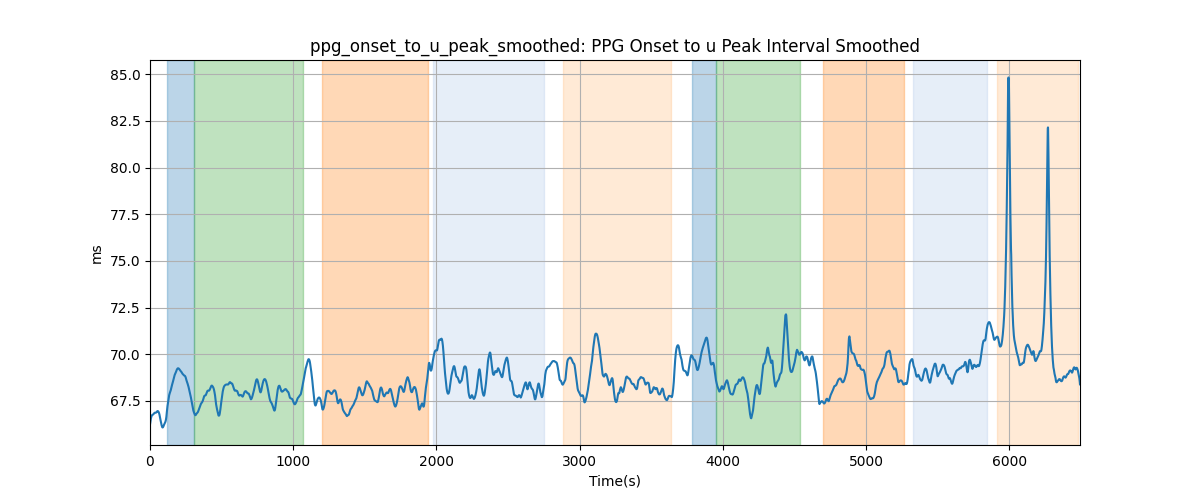 ppg_onset_to_u_peak_smoothed: PPG Onset to u Peak Interval Smoothed
85.0
82.5
80.0
77.5
75.0
72.5
70.0
67.5
ms
0 1000 2000 3000 4000 5000 6000
Time(s)